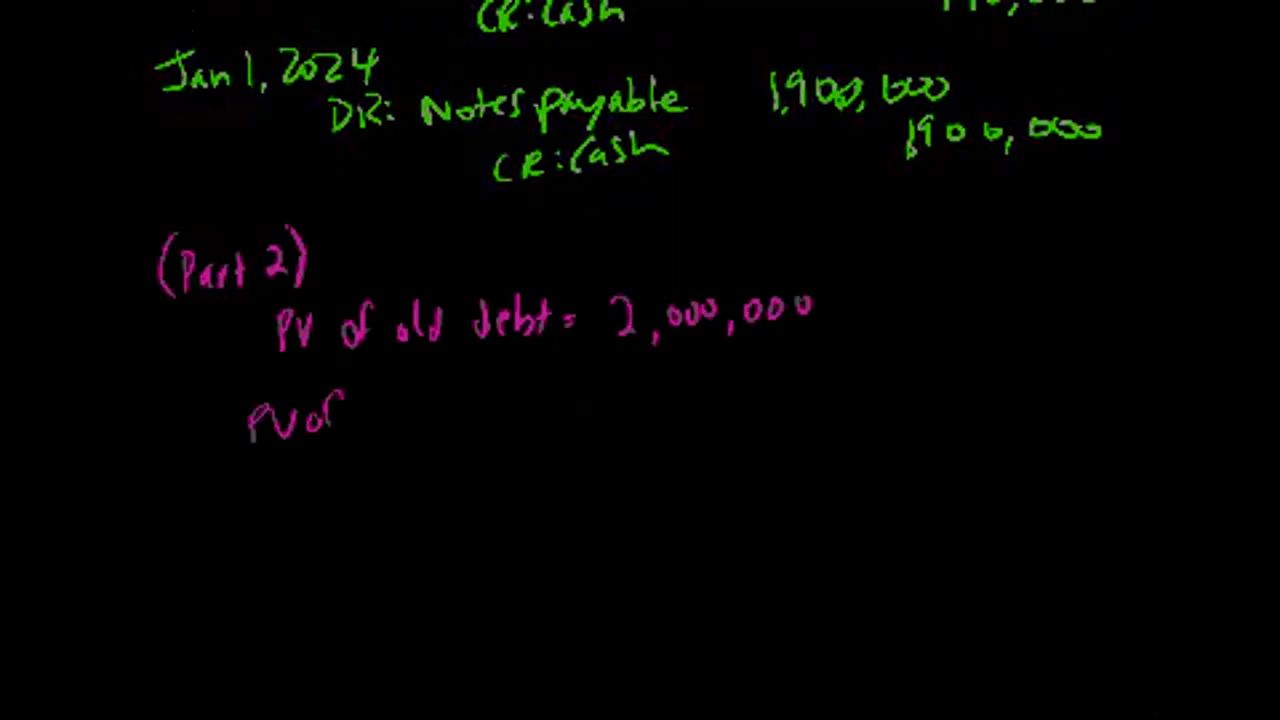 CR: Cash
Jan 1, 2024
DR: Notes payable 1,900,000
CR: Cash 1,900,000
(Part 2)
PV of old debt = 2,000,000
PV of